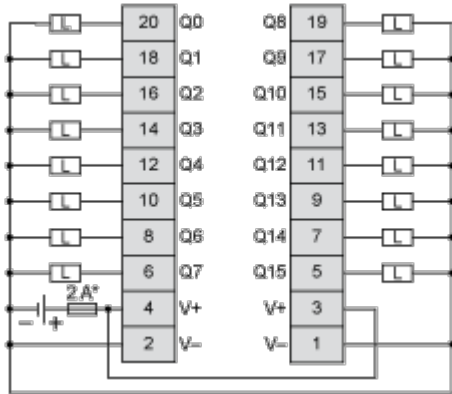 L 20 Q0 Q8 19 L
L 18 Q1 Q9 17 L
L 16 Q2 Q10 15 L
L 14 Q3 Q11 13 L
L 12 Q4 Q12 11 L
L 10 Q5 Q13 9 L
L 8 Q6 Q14 7 L
L 6 Q7 Q15 5 L
2A*
− + 4 V+ V+ 3
2 V− V− 1